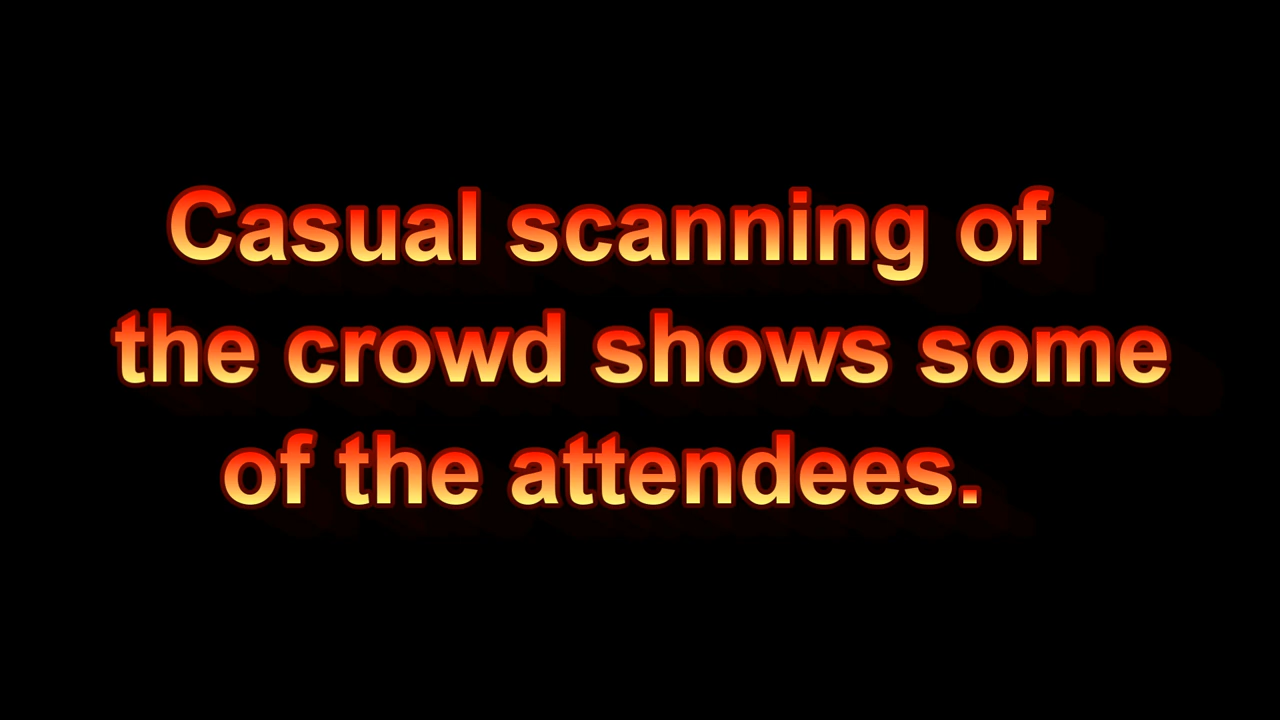 Casual scanning of
the crowd shows some
of the attendees.